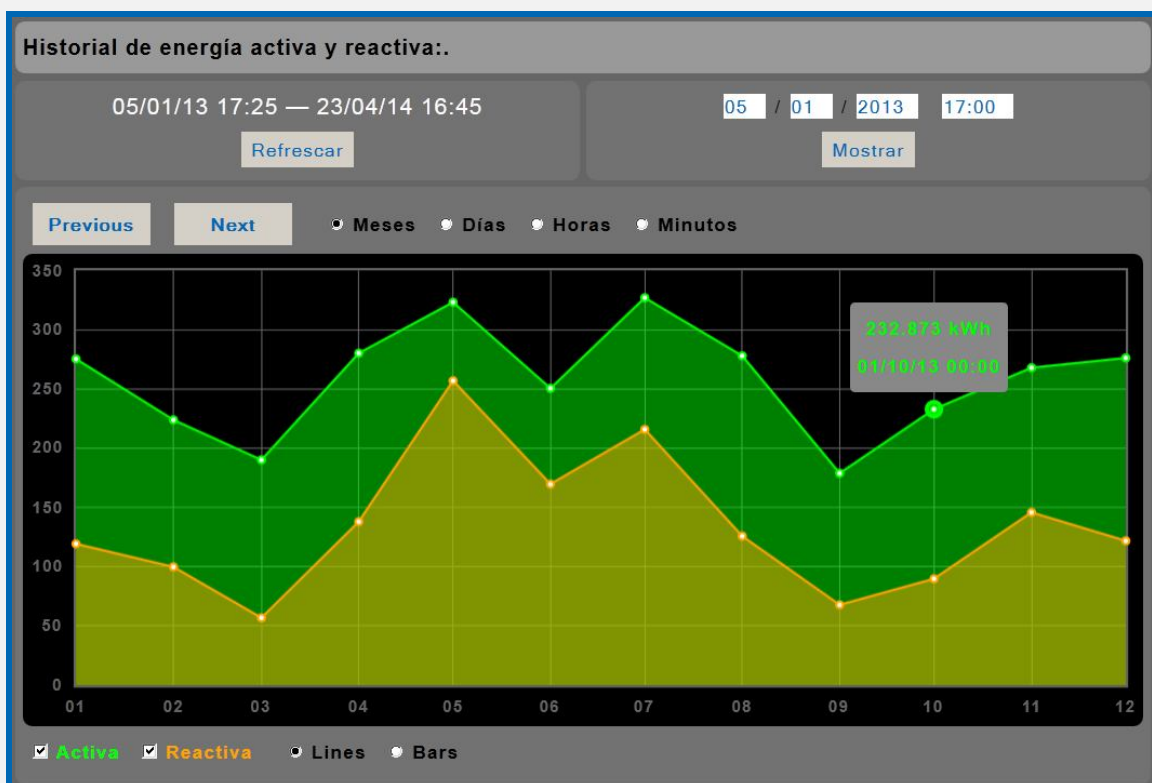 Historial de energía activa y reactiva:.
05/01/13 17:25 — 23/04/14 16:45
Refrescar
05 / 01 / 2013 17:00
Mostrar
Previous Next Meses Días Horas Minutos
350
300
250
200
150
100
50
0
232.873 kWh
01/10/13 00:00
01 02 03 04 05 06 07 08 09 10 11 12
Activa Reactiva Lines Bars